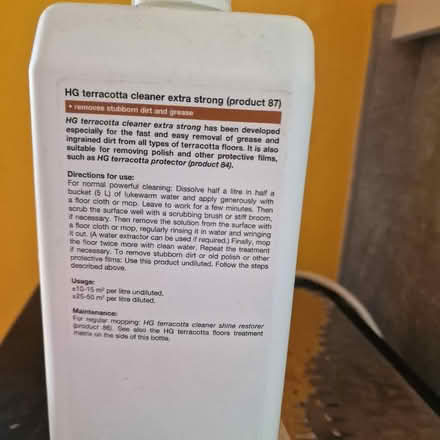 HG terracotta cleaner extra strong (product 87)
• removes stubborn dirt and grease
HG terracotta cleaner extra strong has been developed
especially for the fast and easy removal of grease and
ingrained dirt from all types of terracotta floors. It is also
suitable for removing polish and other protective films,
such as HG terracotta protector (product 84).
Directions for use:
For normal powerful cleaning: Dissolve half a litre in half a
bucket (5 L) of lukewarm water and apply generously with
a floor cloth or mop. Leave to work for a few minutes. Then
scrub the surface well with a scrubbing brush or stiff broom,
if necessary. Then remove the solution from the surface with
a floor cloth or mop, regularly rinsing it in water and wringing
it out. (A water extractor can be used if required.) Finally, mop
the floor twice more with clean water. Repeat the treatment
if necessary. To remove stubborn dirt or old polish or other
protective films: Use this product undiluted. Follow the steps
described above.
Usage:
±10-15 m² per litre undiluted.
±25-50 m² per litre diluted.
Maintenance:
For regular mopping: HG terracotta cleaner shine restorer
(product 86). See also the HG terracotta floors treatment
matrix on the side of this bottle.